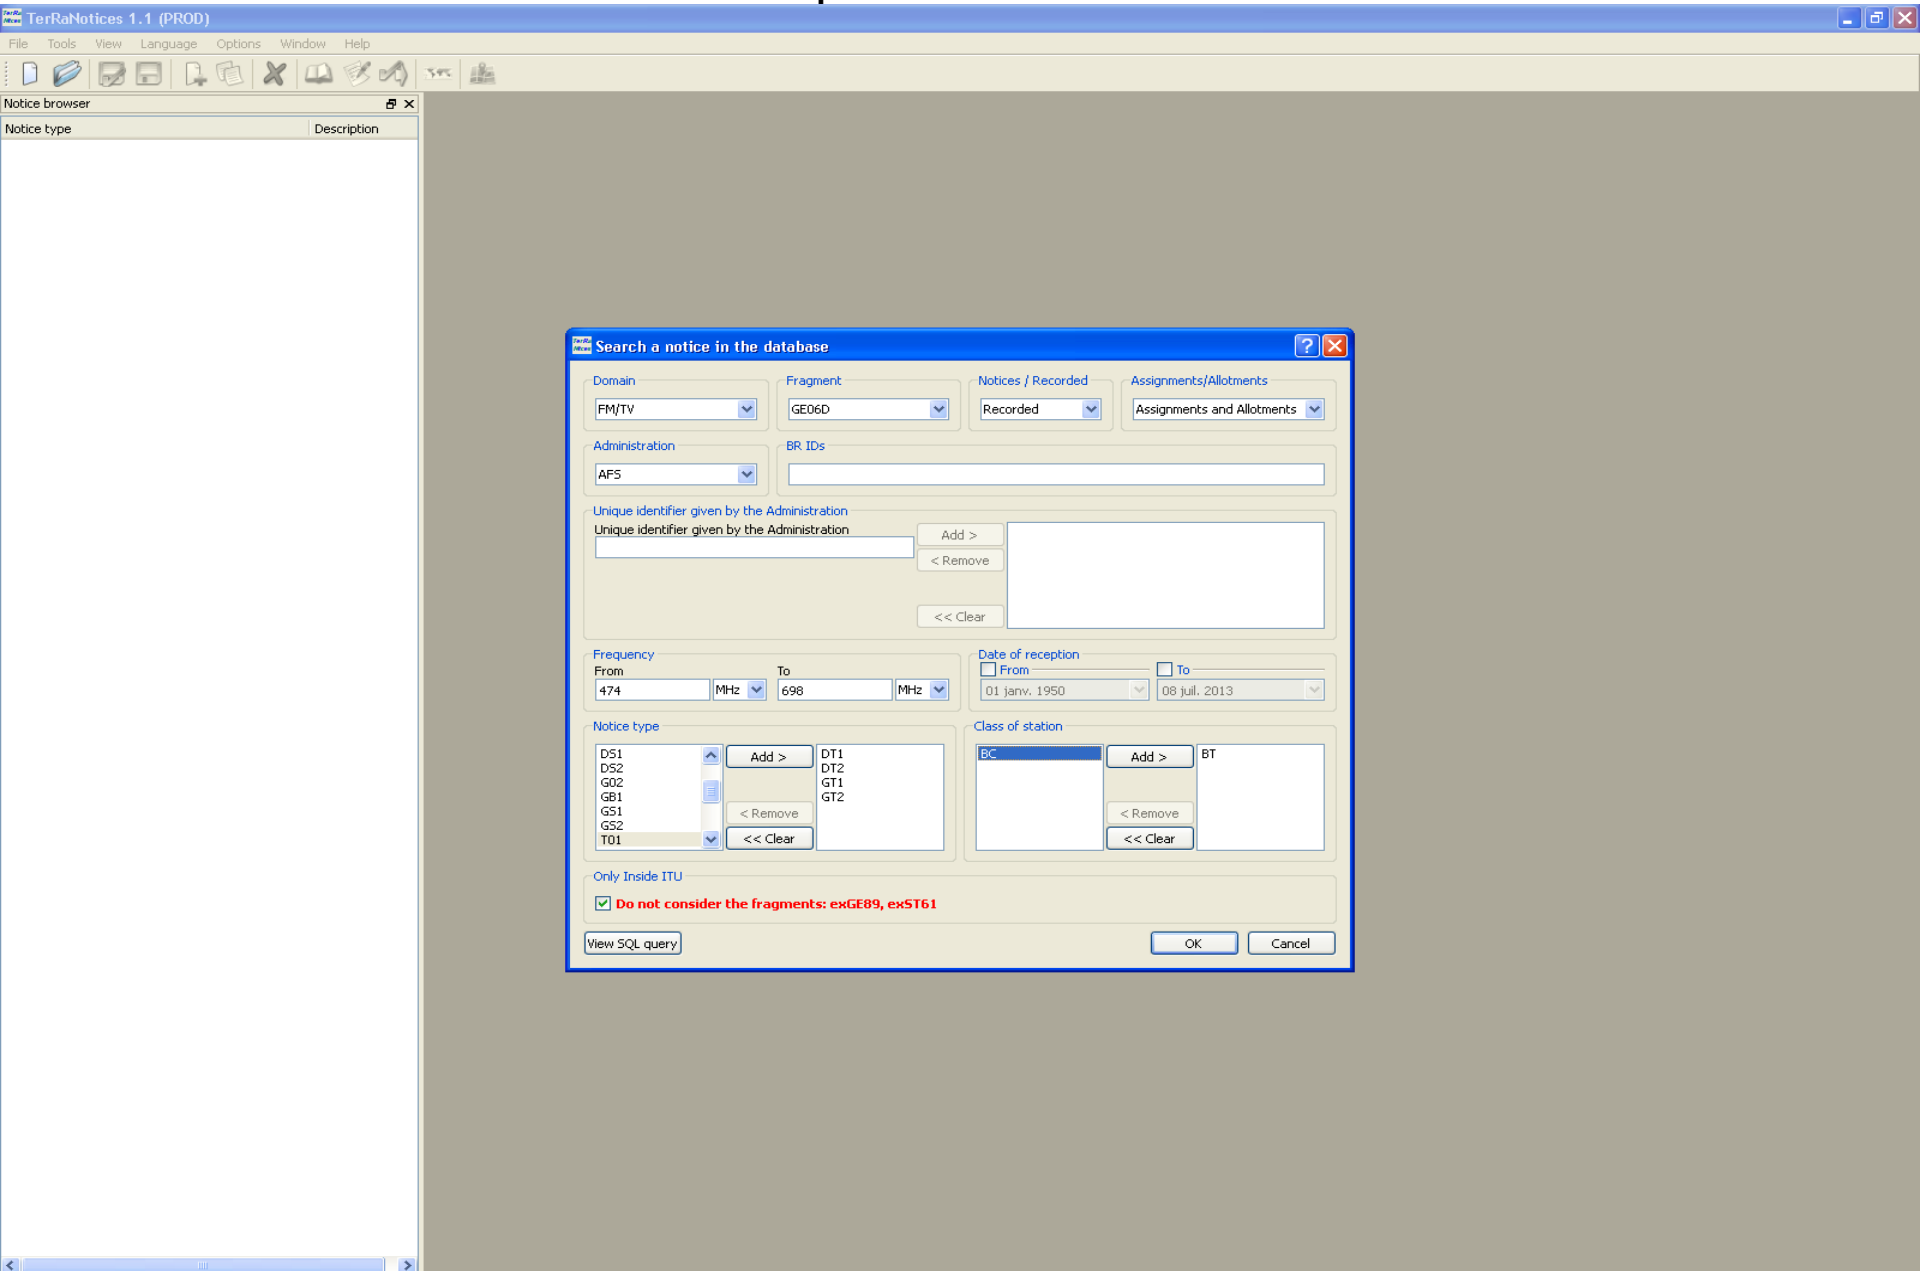 TerRaNotices 1.1 (PROD)
File Tools View Language Options Window Help
Notice browser
Notice type Description
Search a notice in the database
Domain Fragment Notices / Recorded Assignments/Allotments
FM/TV GE06D Recorded Assignments and Allotments
Administration BR IDs
AFS
Unique identifier given by the Administration
Unique identifier given by the Administration
Add >
< Remove
<< Clear
Frequency Date of reception
From To From To
474 MHz 698 MHz 01 janv. 1950 08 juil. 2013
Notice type Class of station
DS1 Add > DT1 BC Add > BT
DS2 DT2
G02 GT1
GB1 GT2
GS1 < Remove < Remove
GS2
T01 << Clear << Clear
Only Inside ITU
Do not consider the fragments: exGE89, exST61
View SQL query OK Cancel